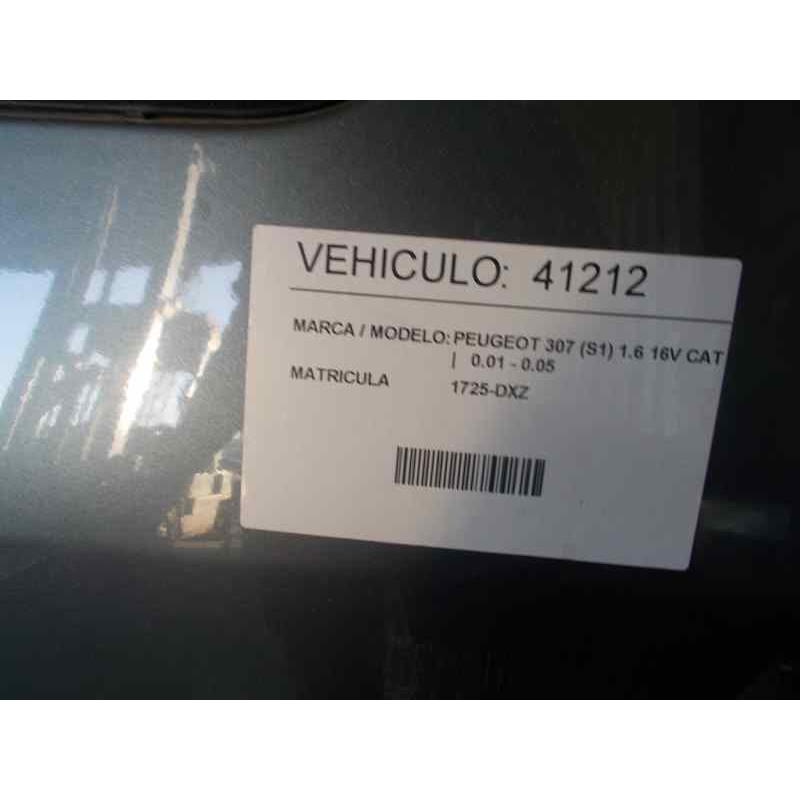 VEHICULO: 41212
MARCA / MODELO: PEUGEOT 307 (S1) 1.6 16V CAT
| 0.01 - 0.05
MATRICULA 1725-DXZ